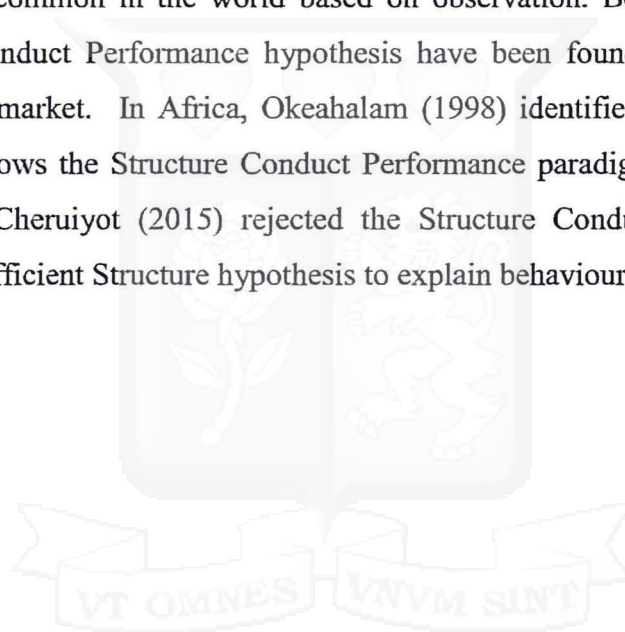 common in the world based on observation.
nduct Performance hypothesis have been foun
market. In Africa, Okeahalam (1998) identifie
ows the Structure Conduct Performance paradig
Cheruiyot (2015) rejected the Structure Condu
fficient Structure hypothesis to explain behaviour
VT OMNES VNVM SINT